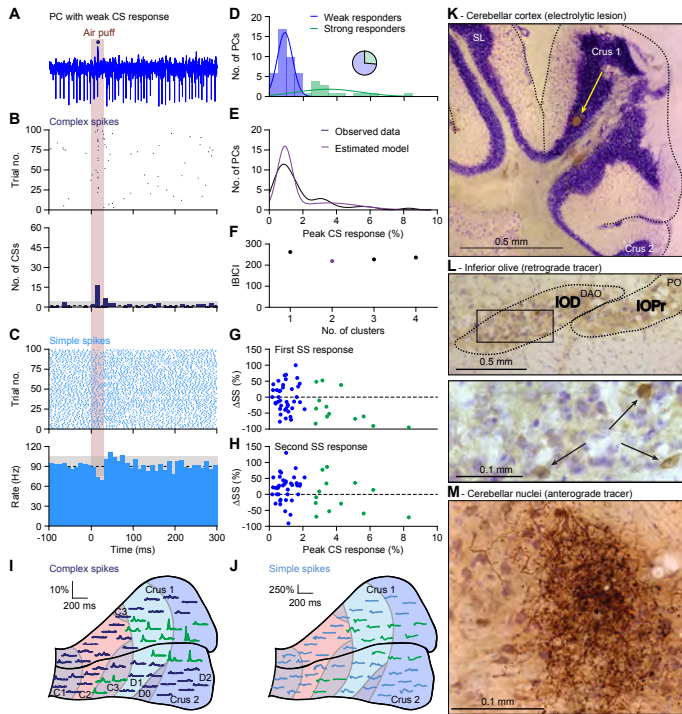 A PC with weak CS response
Air puff
B Complex spikes
Trial no.
100
75
50
25
0
No. of CSs
60
45
30
15
0
C Simple spikes
Trial no.
100
75
50
25
0
Rate (Hz)
120
90
60
30
0
-100 0 100 200 300
Time (ms)
D
Weak responders
Strong responders
No. of PCs
20
15
10
5
0
E
Observed data
Estimated model
No. of PCs
20
15
10
5
0
0 2 4 6 8 10
Peak CS response (%)
F
IBICI
300
200
100
0
1 2 3 4
No. of clusters
G First SS response
ΔSS (%)
150
100
50
0
-50
-100
H Second SS response
ΔSS (%)
150
100
50
0
-50
-100
0 2 4 6 8 10
Peak CS response (%)
I Complex spikes
10%
200 ms
Crus 1
C3
C1
C2
C3
D1
D0
D2
Crus 2
J Simple spikes
250%
200 ms
Crus 1
Crus 2
K - Cerebellar cortex (electrolytic lesion)
SL
Crus 1
0.5 mm
Crus 2
L - Inferior olive (retrograde tracer)
IOD
DAO
PO
IOPr
0.5 mm
0.1 mm
M - Cerebellar nuclei (anterograde tracer)
0.1 mm